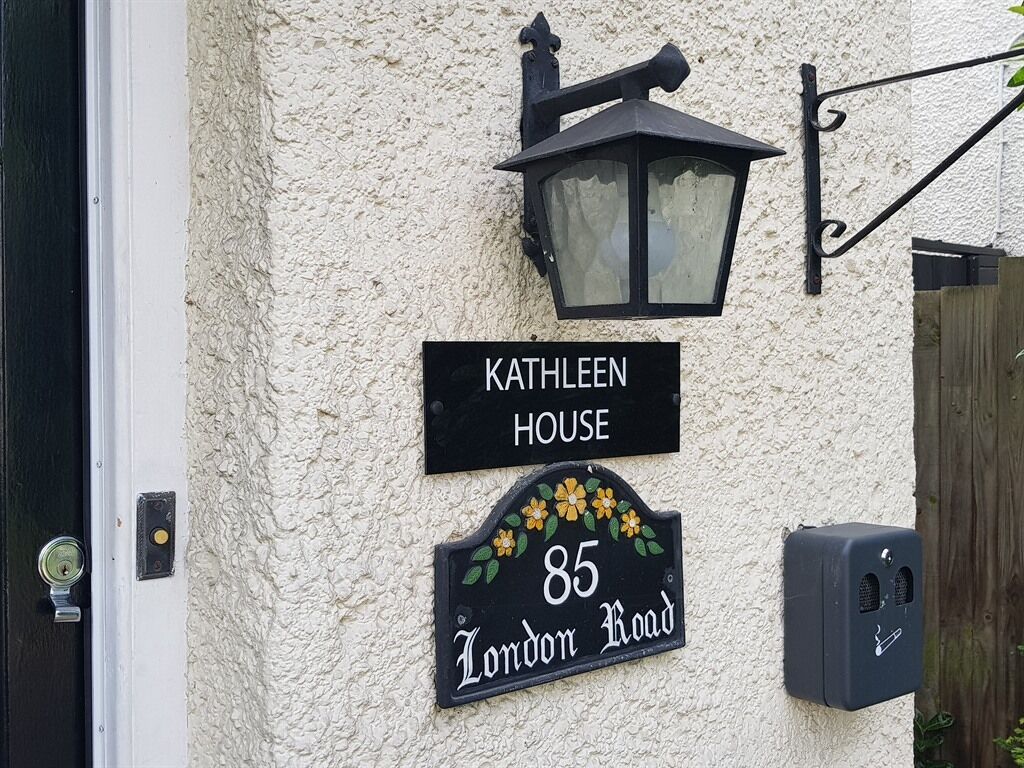 KATHLEEN
HOUSE
85
London Road